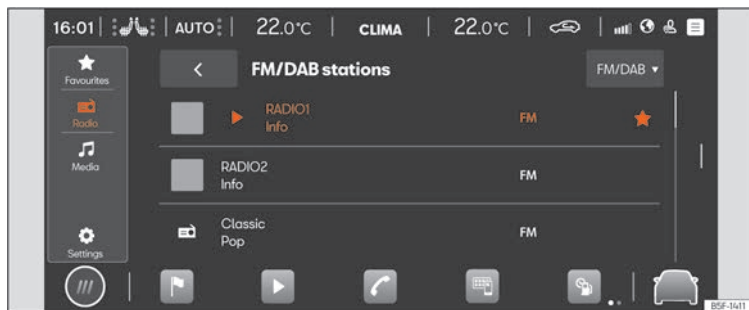 16:01 AUTO 22.0°C CLIMA 22.0°C
Favourites
FM/DAB stations
FM/DAB
Radio
RADIO1
Info
FM
Media
RADIO2
Info
FM
Classic
Pop
FM
Settings
B5F-1411